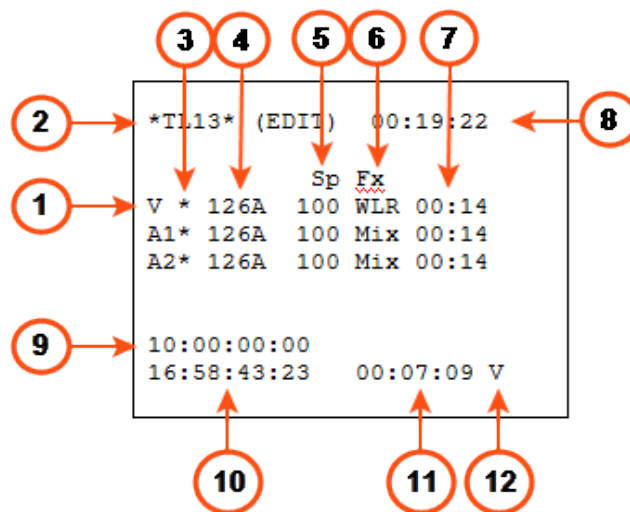 3 4 5 6 7
2 *TL13* (EDIT) 00:19:22 8
Sp Fx
1 V * 126A 100 WLR 00:14
A1* 126A 100 Mix 00:14
A2* 126A 100 Mix 00:14
9 10:00:00:00
16:58:43:23 00:07:09 V
10 11 12